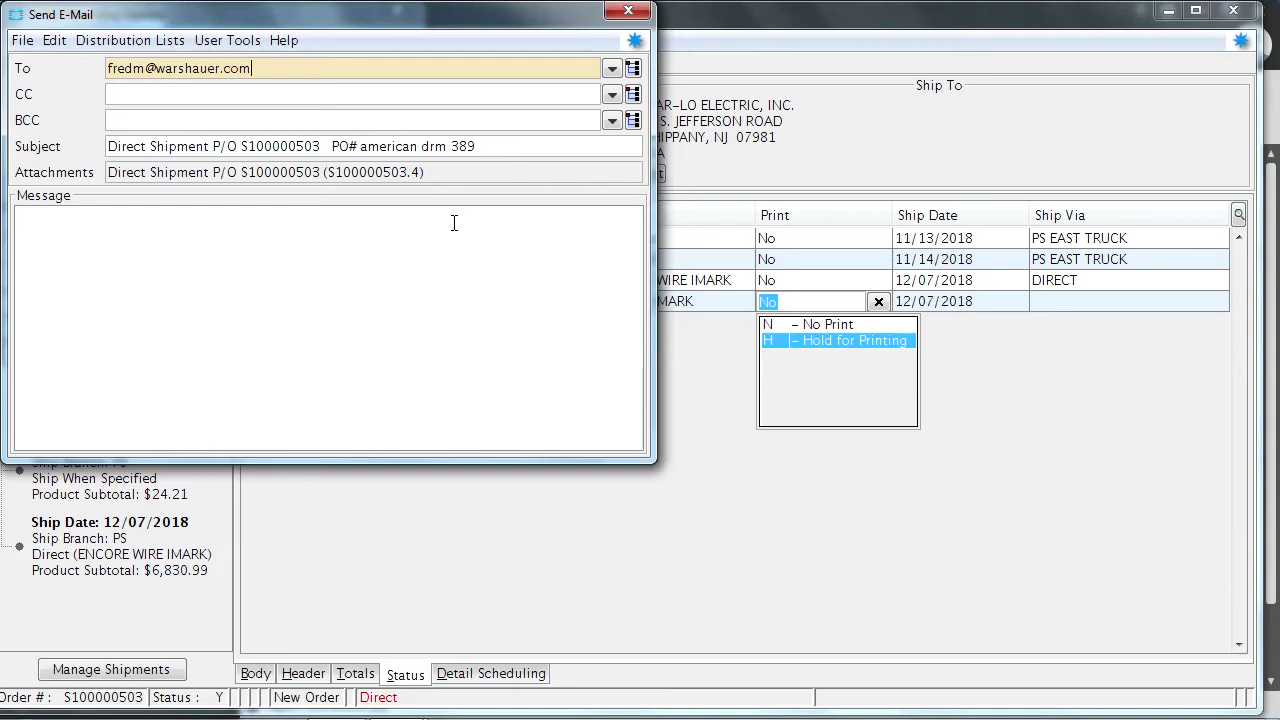 Send E-Mail
File Edit Distribution Lists User Tools Help
To fredm@warshauer.com
CC
BCC
Subject Direct Shipment P/O S100000503 PO# american drm 389
Attachments Direct Shipment P/O S100000503 (S100000503.4)
Message
Ship To
AR-LO ELECTRIC, INC.
S. JEFFERSON ROAD
SHIPPANY, NJ 07981
Print Ship Date Ship Via
No 11/13/2018 PS EAST TRUCK
No 11/14/2018 PS EAST TRUCK
WIRE IMARK No 12/07/2018 DIRECT
MARK No 12/07/2018
N – No Print
H – Hold for Printing
Ship When Specified
Product Subtotal: $24.21
Ship Date: 12/07/2018
Ship Branch: PS
Direct (ENCORE WIRE IMARK)
Product Subtotal: $6,830.99
Manage Shipments
Body Header Totals Status Detail Scheduling
Order # : S100000503 Status : Y New Order Direct